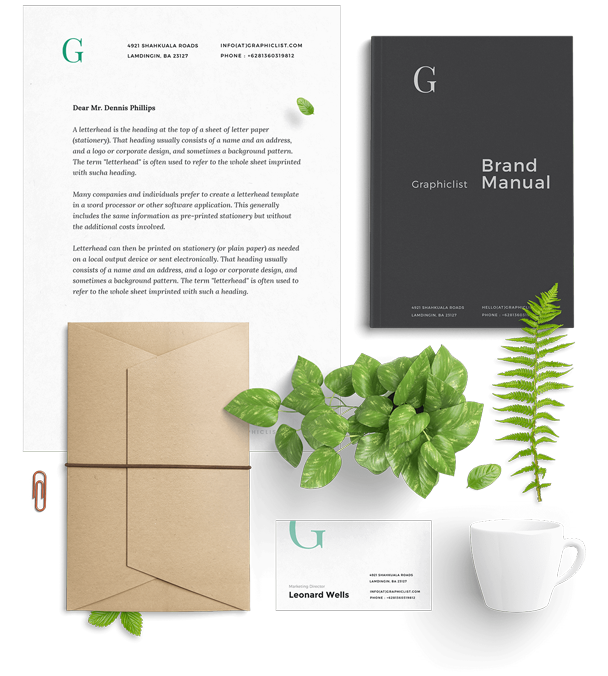 G
4921 SHAHKUALA ROADS
LAMDINGIN, BA 23127
INFO(AT)GRAPHICLIST.COM
PHONE : +6281360319812
Dear Mr. Dennis Phillips
A letterhead is the heading at the top of a sheet of letter paper
(stationery). That heading usually consists of a name and an address,
and a logo or corporate design, and sometimes a background pattern.
The term "letterhead" is often used to refer to the whole sheet imprinted
with sucha heading.
Many companies and individuals prefer to create a letterhead template
in a word processor or other software application. This generally
includes the same information as pre-printed stationery but without
the additional costs involved.
Letterhead can then be printed on stationery (or plain paper) as needed
on a local output device or sent electronically. That heading usually
consists of a name and an address, and a logo or corporate design, and
sometimes a background pattern. The term "letterhead" is often used to
refer to the whole sheet imprinted with such a heading.
G
Graphiclist
Brand
Manual
4921 SHAHKUALA ROADS
LAMDINGIN, BA 23127
PHONE :
G
Marketing Director
Leonard Wells
4921 SHAHKUALA ROADS
LAMDINGIN, BA 23127
INFO(AT)GRAPHICLIST.COM
PHONE : +6281360319812